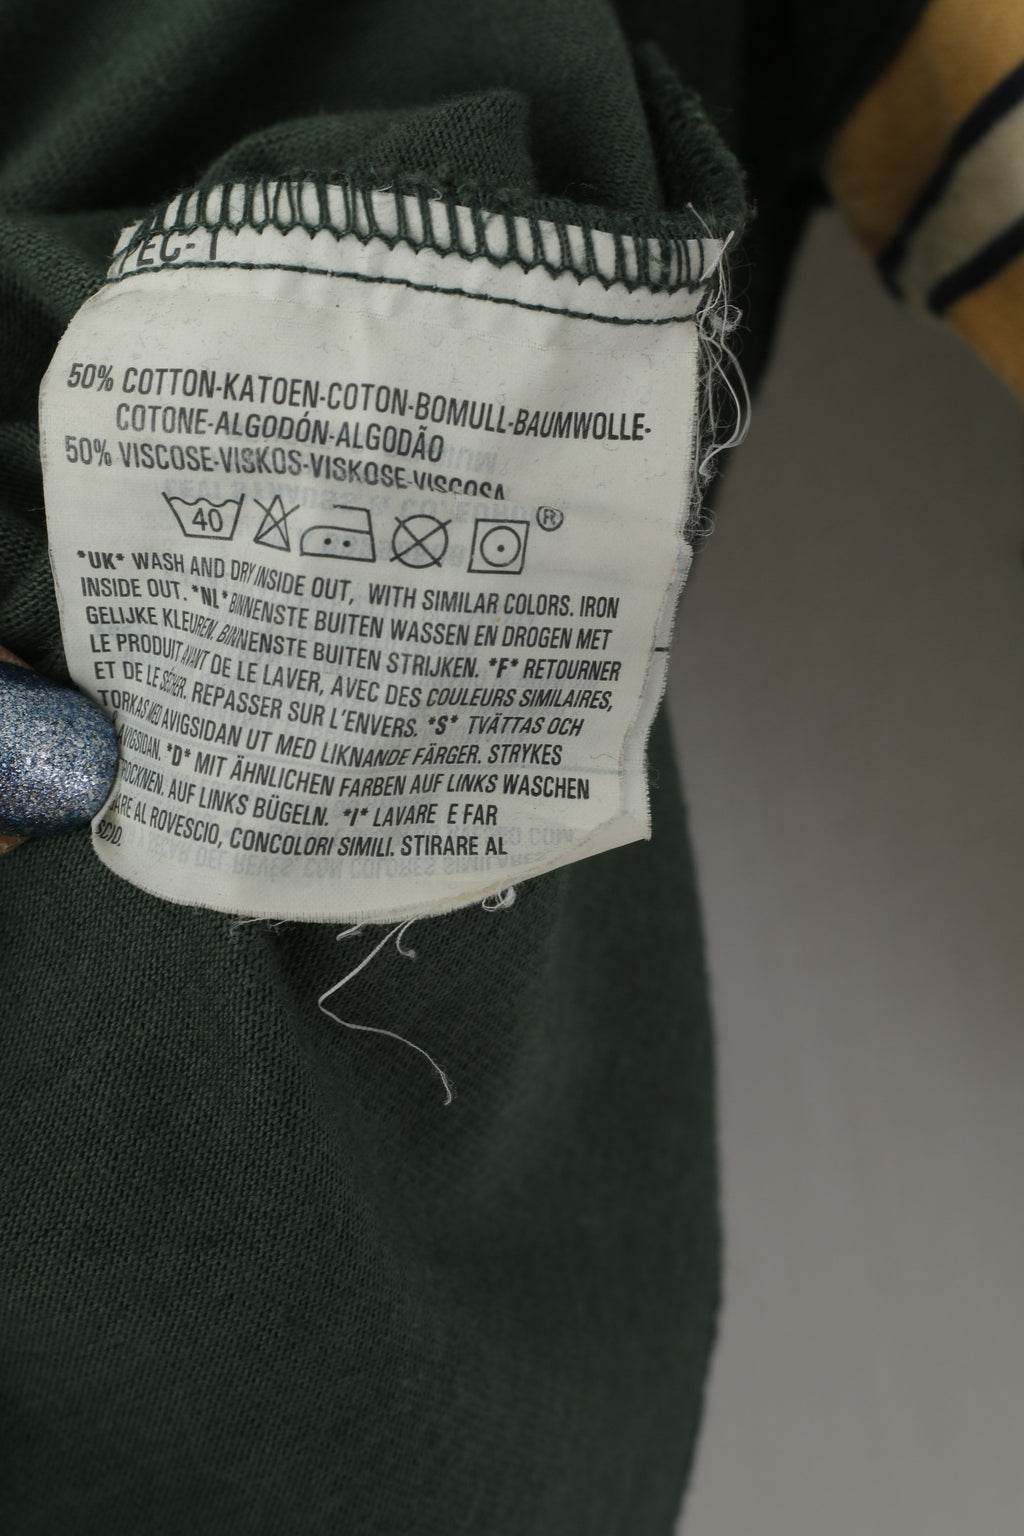 50% COTTON-KATOEN-COTON-BOMULL-BAUMWOLLE-
COTONE-ALGODÓN-ALGODÃO
50% VISCOSE-VISKOS-VISKOSE-VISCOSA
40 ®
*UK* WASH AND DRY INSIDE OUT, WITH SIMILAR COLORS. IRON
INSIDE OUT. *NL* BINNENSTE BUITEN WASSEN EN DROGEN MET
GELIJKE KLEUREN. BINNENSTE BUITEN STRIJKEN. *F* RETOURNER
LE PRODUIT AVANT DE LE LAVER, AVEC DES COULEURS SIMILAIRES,
ET DE LE SÉCHER. REPASSER SUR L'ENVERS. *S* TVÄTTAS OCH
TORKAS MED AVIGSIDAN UT MED LIKNANDE FÄRGER. STRYKES
AVIGSIDAN. *D* MIT ÄHNLICHEN FARBEN AUF LINKS WASCHEN
TROCKNEN. AUF LINKS BÜGELN. *I* LAVARE E FAR
AL ROVESCIO, CONCOLORI SIMILI. STIRARE AL